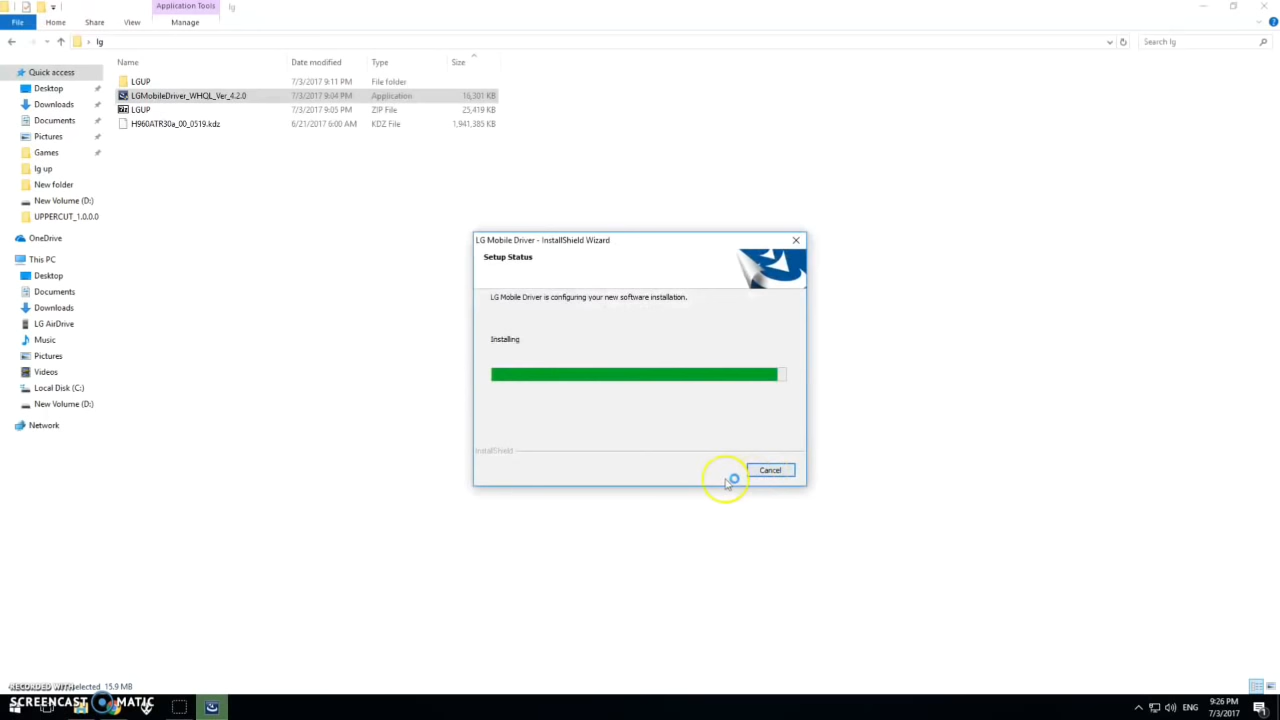 Application Tools
lg
File
Home
Share
View
Manage
lg
Search lg
Name
Date modified
Type
Size
Quick access
Desktop
Downloads
Documents
Pictures
Games
lg up
New folder
New Volume (D:)
UPPERCUT_1.0.0.0
OneDrive
This PC
Desktop
Documents
Downloads
LG AirDrive
Music
Pictures
Videos
Local Disk (C:)
New Volume (D:)
Network
LGUP 7/3/2017 9:11 PM File folder
LGMobileDriver_WHQL_Ver_4.2.0 7/3/2017 9:04 PM Application 16,301 KB
LGUP 7/3/2017 9:05 PM ZIP File 25,419 KB
H960ATR30a_00_0519.kdz 6/21/2017 6:00 AM KDZ File 1,941,385 KB
LG Mobile Driver - InstallShield Wizard
Setup Status
LG Mobile Driver is configuring your new software installation.
Installing
InstallShield
Cancel
selected 15.9 MB
RECORDED WITH
SCREENCAST MATIC
ENG
9:26 PM
7/3/2017